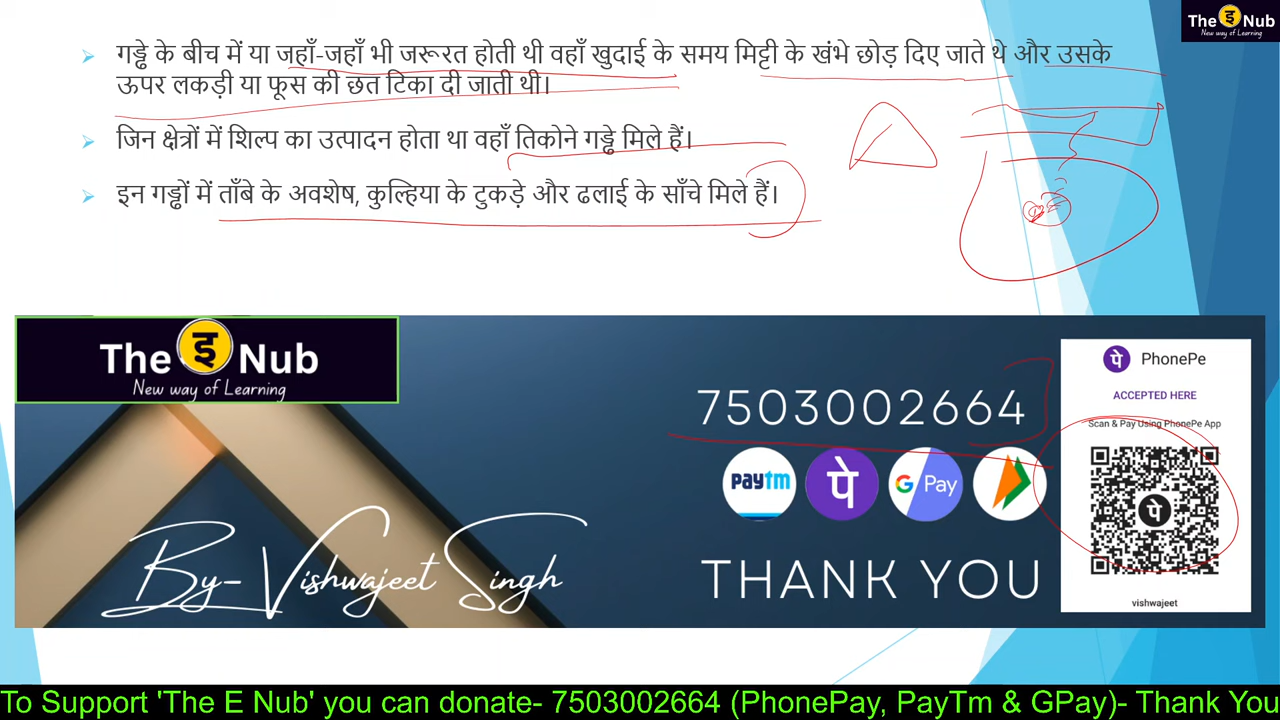 The इ Nub
New way of Learning
गड्ढे के बीच में या जहाँ-जहाँ भी जरूरत होती थी वहाँ खुदाई के समय मिट्टी के खंभे छोड़ दिए जाते थे और उसके
ऊपर लकड़ी या फूस की छत टिका दी जाती थी।
जिन क्षेत्रों में शिल्प का उत्पादन होता था वहाँ तिकोने गड्ढे मिले हैं।
इन गड्ढों में ताँबे के अवशेष, कुल्हिया के टुकड़े और ढलाई के साँचे मिले हैं।
The इ Nub
New way of Learning
By- Vishwajeet Singh
7503002664
paytm पे G Pay
THANK YOU
पे PhonePe
ACCEPTED HERE
Scan & Pay Using PhonePe App
पे
vishwajeet
To Support 'The E Nub' you can donate- 7503002664 (PhonePay, PayTm & GPay)- Thank You